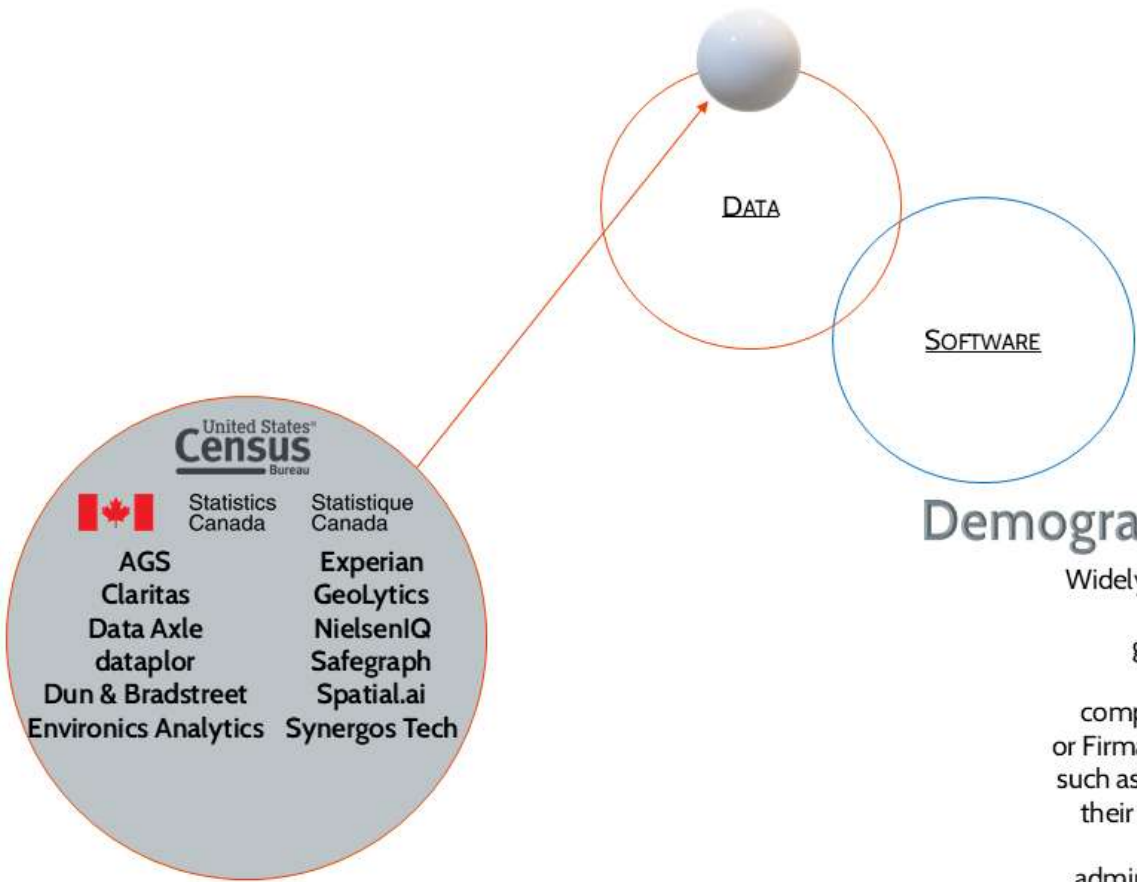 DATA
SOFTWARE
United States®
Census
Bureau
Statistics Statistique
Canada Canada
AGS Experian
Claritas GeoLytics
Data Axle NielsenIQ
dataplor Safegraph
Dun & Bradstreet Spatial.ai
Environics Analytics Synergos Tech
Demogra
Widely
g
comp
or Firma
such as
their
admin